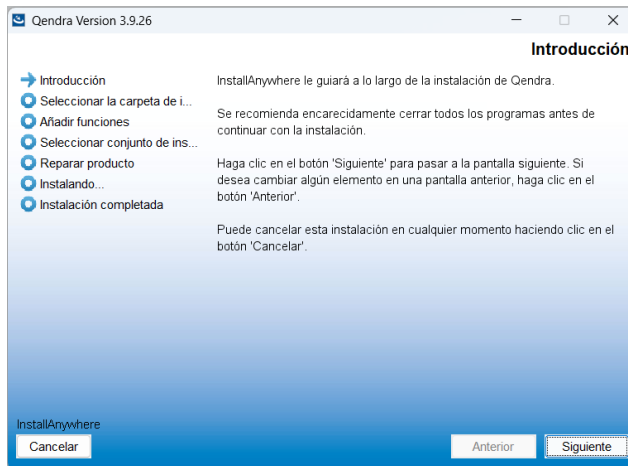 Qendra Version 3.9.26
Introducción
Introducción
Seleccionar la carpeta de i...
Añadir funciones
Seleccionar conjunto de ins...
Reparar producto
Instalando...
Instalación completada
InstallAnywhere le guiará a lo largo de la instalación de Qendra.
Se recomienda encarecidamente cerrar todos los programas antes de
continuar con la instalación.
Haga clic en el botón 'Siguiente' para pasar a la pantalla siguiente. Si
desea cambiar algún elemento en una pantalla anterior, haga clic en el
botón 'Anterior'.
Puede cancelar esta instalación en cualquier momento haciendo clic en el
botón 'Cancelar'.
InstallAnywhere
Cancelar
Anterior
Siguiente